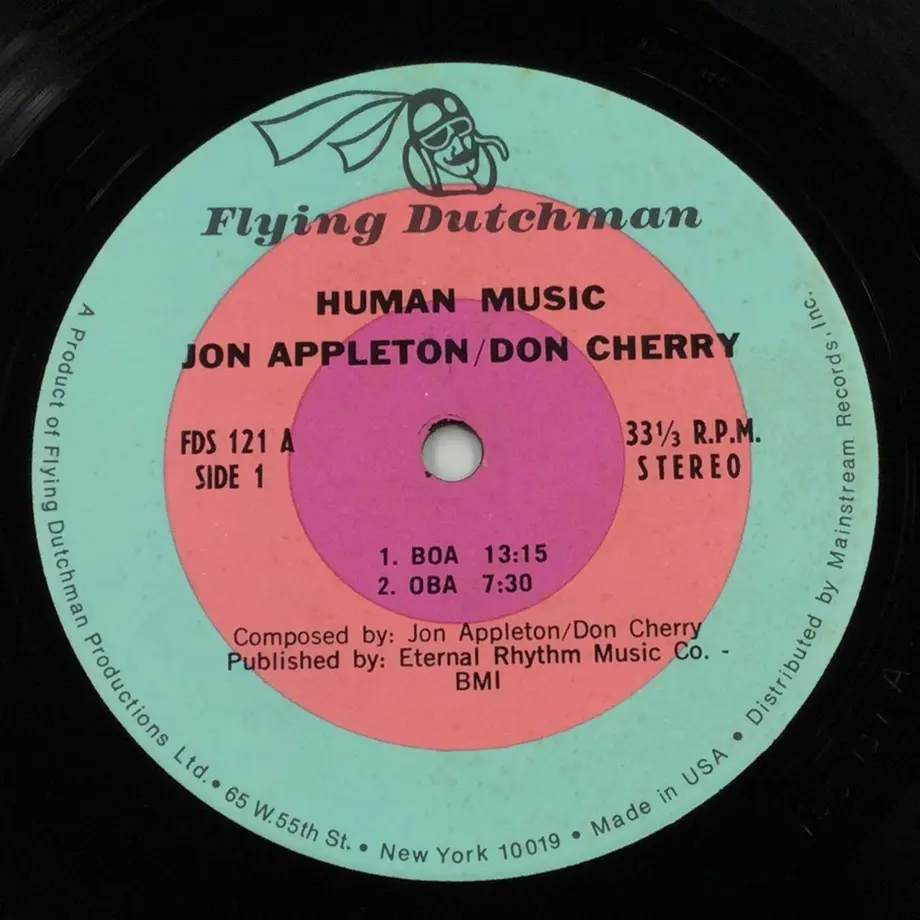 Flying Dutchman
HUMAN MUSIC
JON APPLETON/DON CHERRY
FDS 121 A
SIDE 1
33⅓ R.P.M.
STEREO
1. BOA 13:15
2. OBA 7:30
Composed by: Jon Appleton/Don Cherry
Published by: Eternal Rhythm Music Co. -
BMI
A Product of Flying Dutchman Productions Ltd. • 65 W. 55th St. • New York 10019 • Made in USA • Distributed by Mainstream Records, Inc.